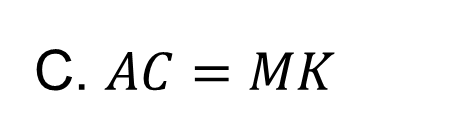 C. AC = MK